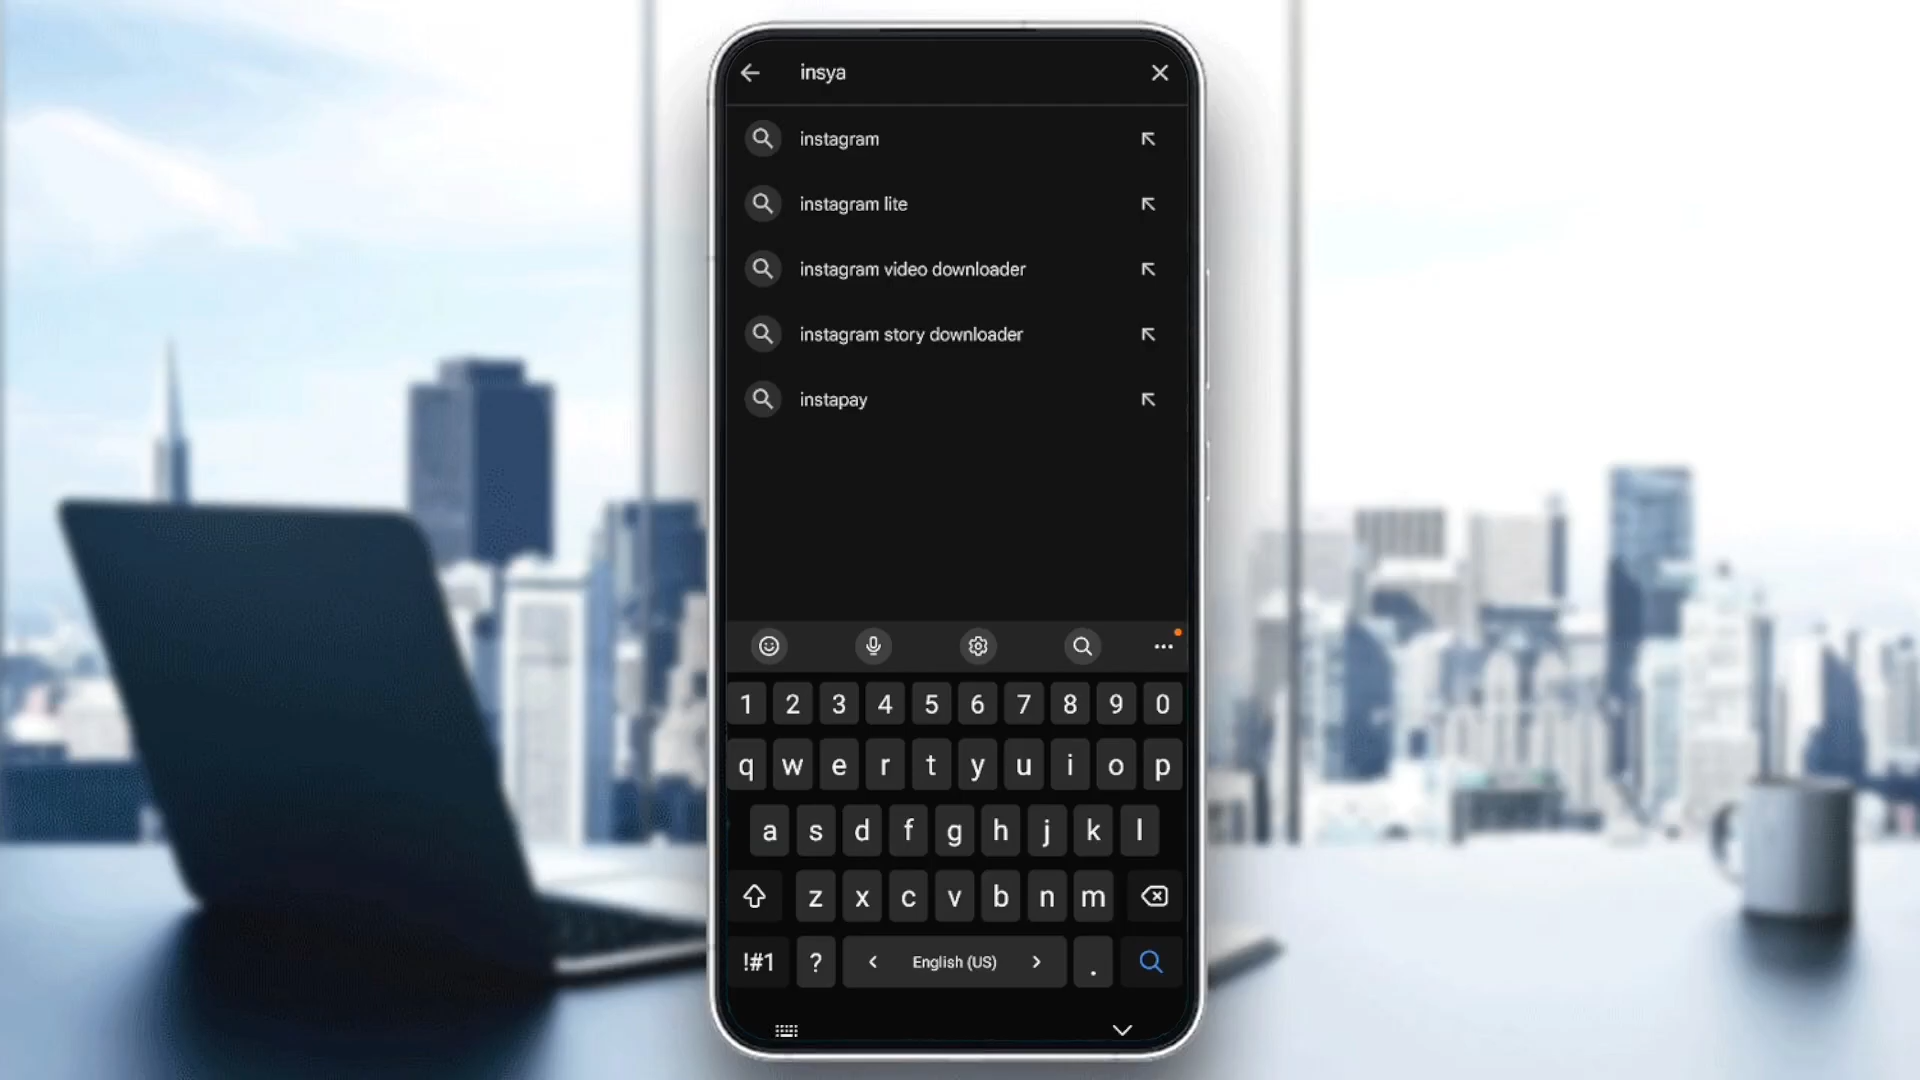 insya
instagram
instagram lite
instagram video downloader
instagram story downloader
instapay
1 2 3 4 5 6 7 8 9 0
q w e r t y u i o p
a s d f g h j k l
z x c v b n m
!#1 ? < English (US) > .